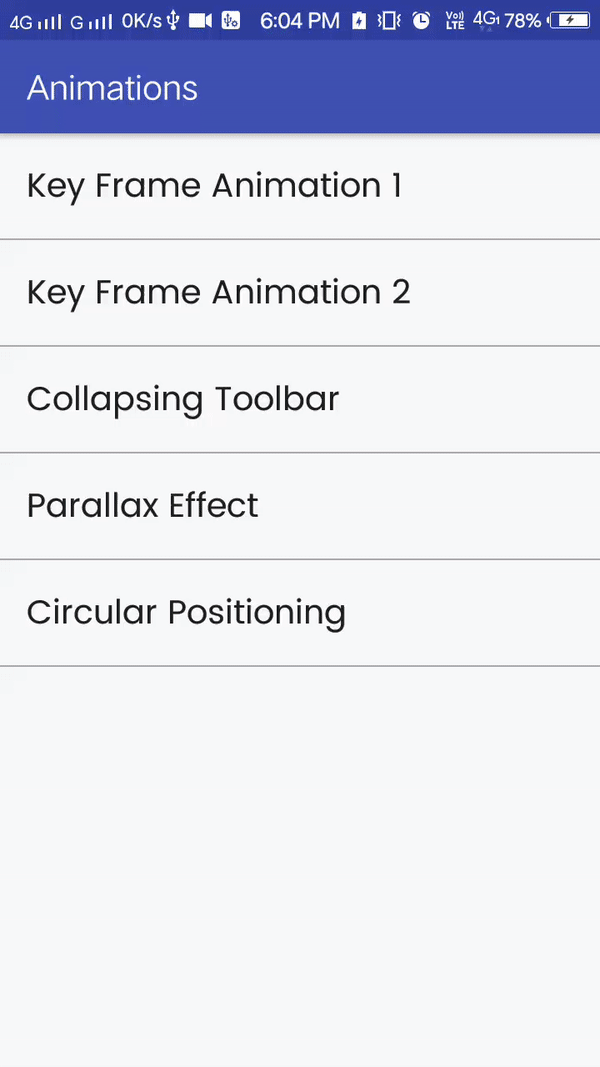 4G G 0K/s 6:04 PM Vo)) LTE 4G1 78%
Animations
Key Frame Animation 1
Key Frame Animation 2
Collapsing Toolbar
Parallax Effect
Circular Positioning